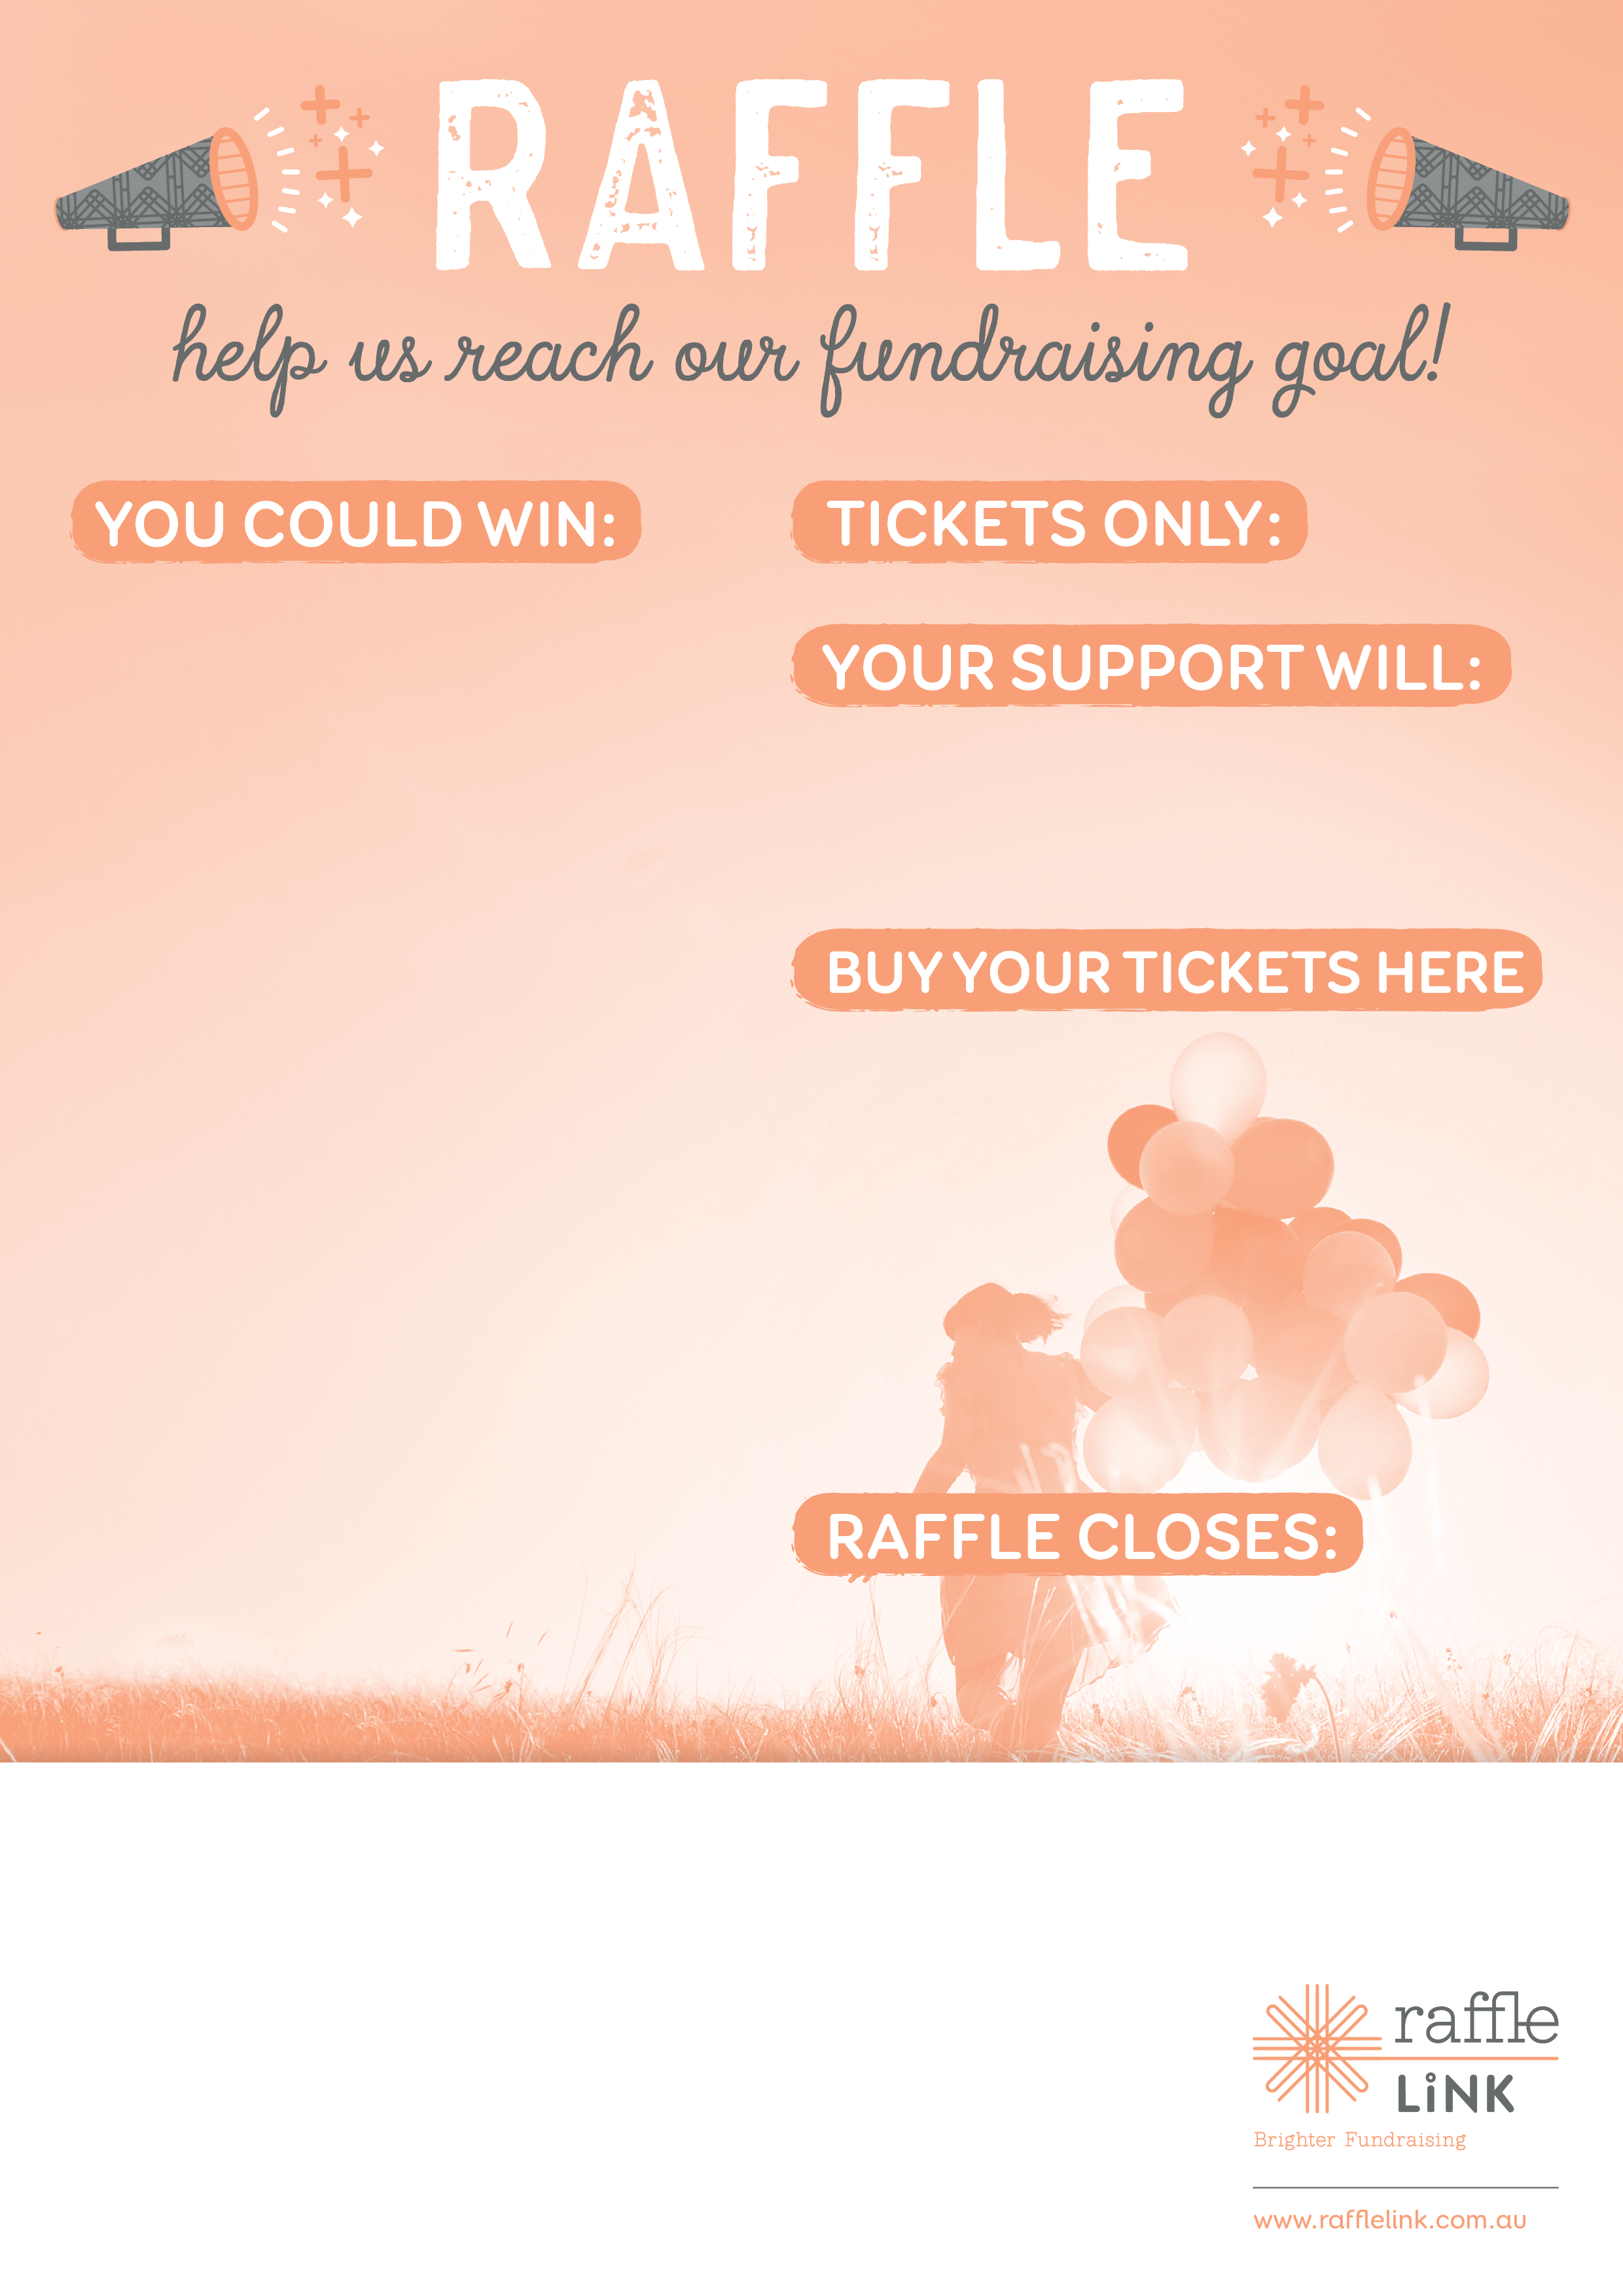 RAFFLE
help us reach our fundraising goal!
YOU COULD WIN:
TICKETS ONLY:
YOUR SUPPORT WILL:
BUY YOUR TICKETS HERE
RAFFLE CLOSES:
raffle
LiNK
Brighter Fundraising
www.rafflelink.com.au